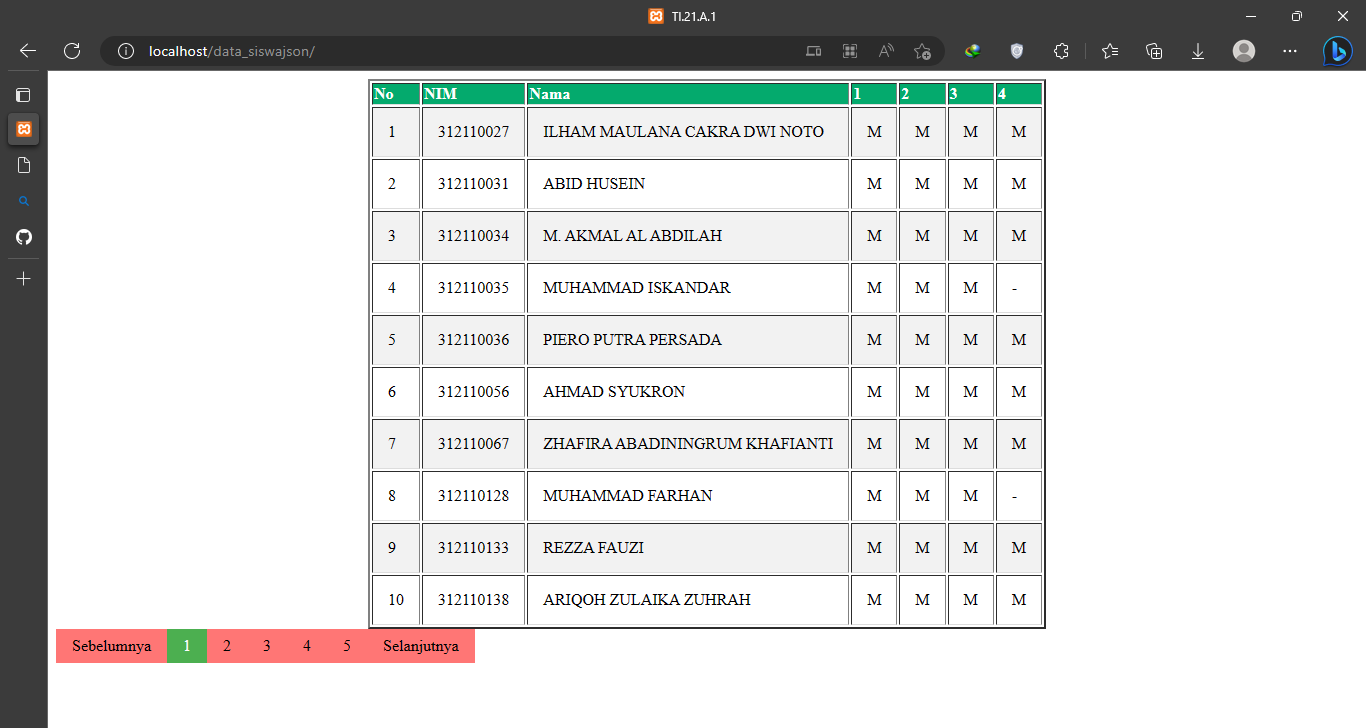 TI.21.A.1
localhost/data_siswajson/
No NIM Nama 1 2 3 4
1 312110027 ILHAM MAULANA CAKRA DWI NOTO M M M M
2 312110031 ABID HUSEIN M M M M
3 312110034 M. AKMAL AL ABDILAH M M M M
4 312110035 MUHAMMAD ISKANDAR M M M -
5 312110036 PIERO PUTRA PERSADA M M M M
6 312110056 AHMAD SYUKRON M M M M
7 312110067 ZHAFIRA ABADININGRUM KHAFIANTI M M M M
8 312110128 MUHAMMAD FARHAN M M M -
9 312110133 REZZA FAUZI M M M M
10 312110138 ARIQOH ZULAIKA ZUHRAH M M M M
Sebelumnya 1 2 3 4 5 Selanjutnya